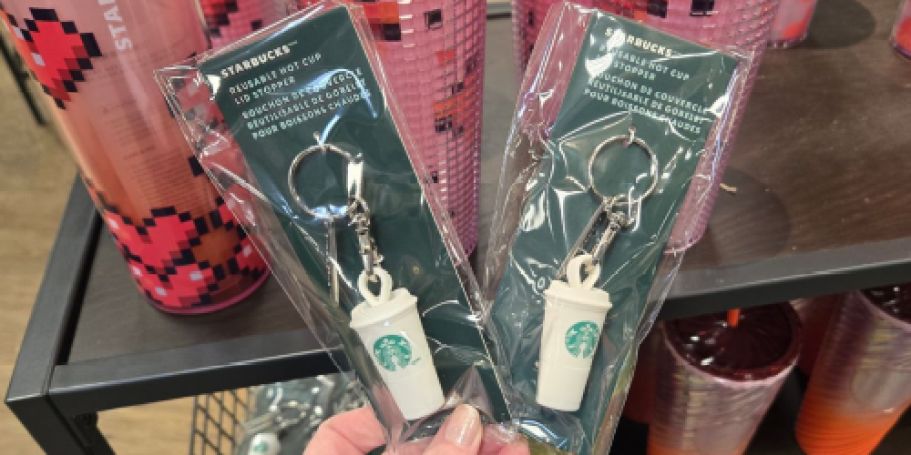 STARBUCKS
REUSABLE HOT CUP
LID STOPPER
BOUCHON DE COUVERCLE
RÉUTILISABLE DE GOBELET
POUR BOISSONS CHAUDES
STARBUCKS
REUSABLE HOT CUP
LID STOPPER
BOUCHON DE COUVERCLE
RÉUTILISABLE DE GOBELET
POUR BOISSONS CHAUDES